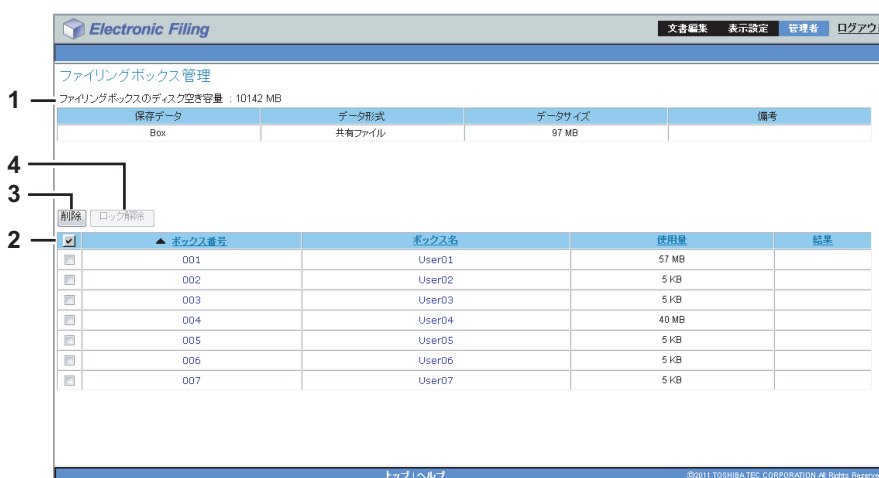 Electronic Filing 文書編集 表示設定 管理者 ログアウ
ファイリングボックス管理
1 ファイリングボックスのディスク空き容量 : 10142 MB
保存データ データ形式 データサイズ 備考
Box 共有ファイル 97 MB
4
3
削除 ロック解除
2 ▲ ボックス番号 ボックス名 使用量 結果
001 User01 57 MB
002 User02 5 KB
003 User03 5 KB
004 User04 40 MB
005 User05 5 KB
006 User06 5 KB
007 User07 5 KB
トップ | ヘルプ ©2011 TOSHIBA TEC CORPORATION All Rights Reserve